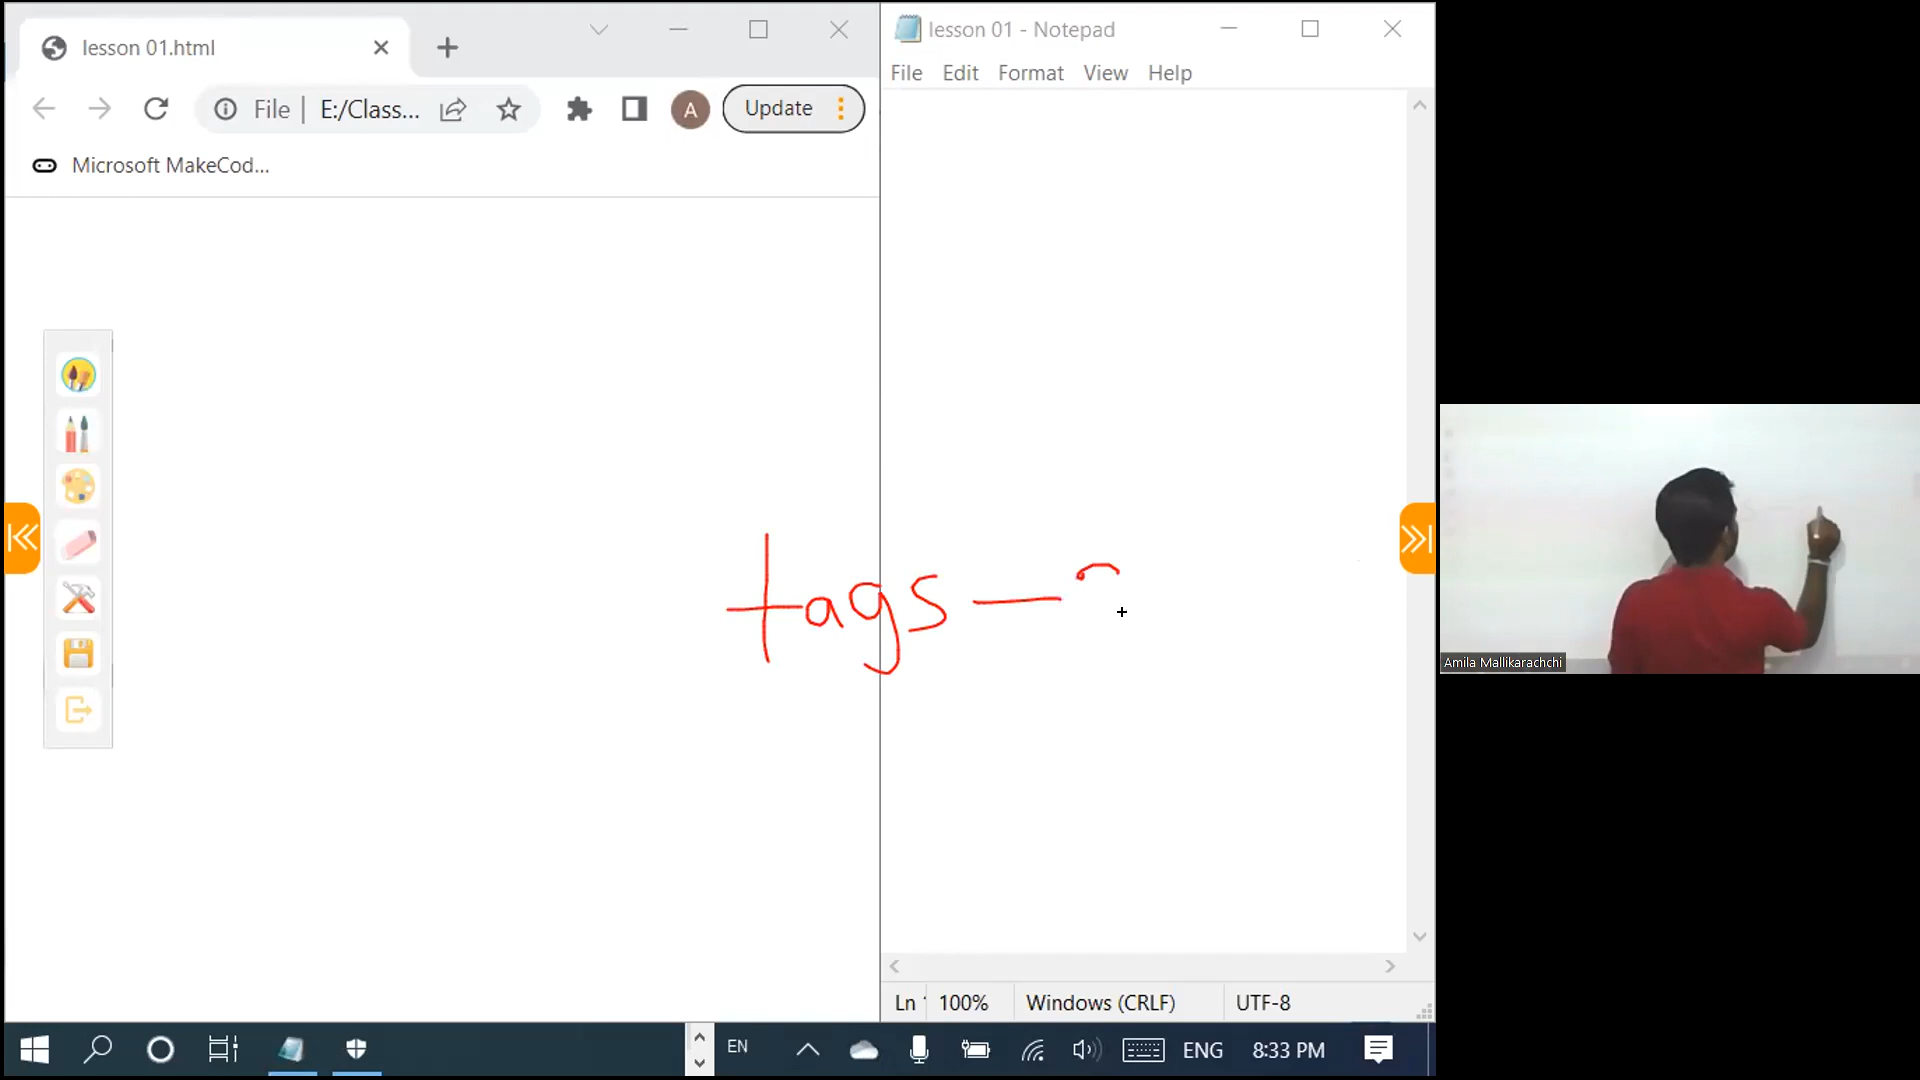 lesson 01.html
lesson 01 - Notepad
File Edit Format View Help
File E:/Class... A Update
Microsoft MakeCod...
tags —
Amila Mallikarachchi
Ln 100% Windows (CRLF) UTF-8
EN ENG 8:33 PM